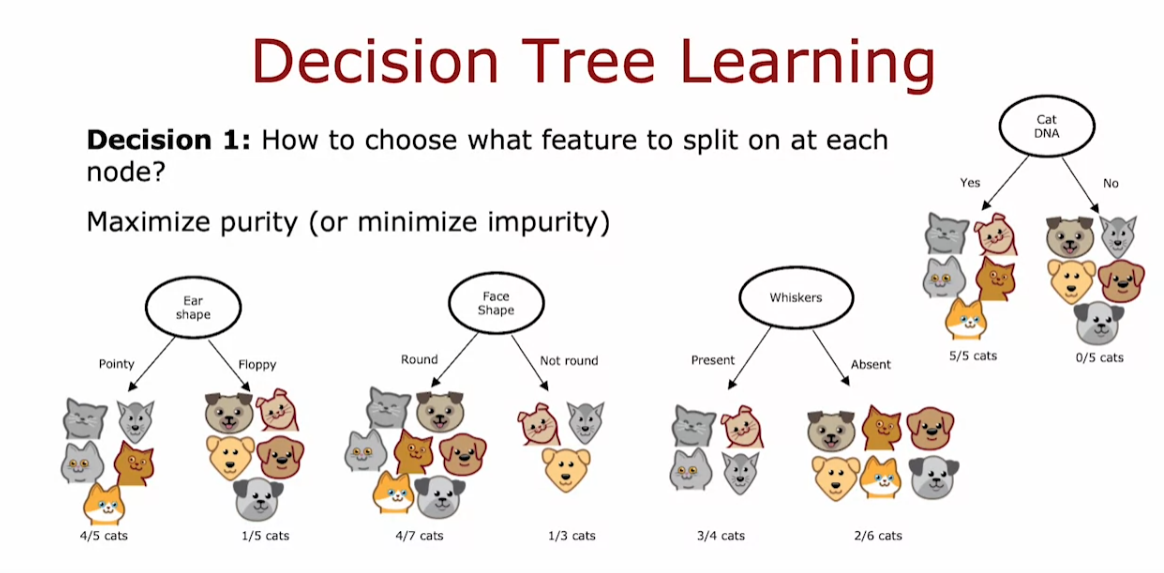 Decision Tree Learning
Decision 1: How to choose what feature to split on at each
node?
Maximize purity (or minimize impurity)
Cat
DNA
Yes
No
5/5 cats
0/5 cats
Ear
shape
Pointy
Floppy
4/5 cats
1/5 cats
Face
Shape
Round
Not round
4/7 cats
1/3 cats
Whiskers
Present
Absent
3/4 cats
2/6 cats